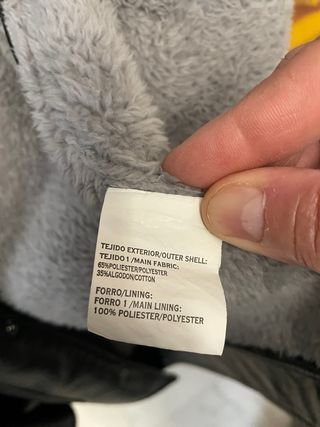 TEJIDO EXTERIOR/OUTER SHELL:
TEJIDO 1 /MAIN FABRIC:
65%POLIESTER/POLYESTER
35%ALGODON/COTTON
FORRO/LINING:
FORRO 1 /MAIN LINING:
100% POLIESTER/POLYESTER